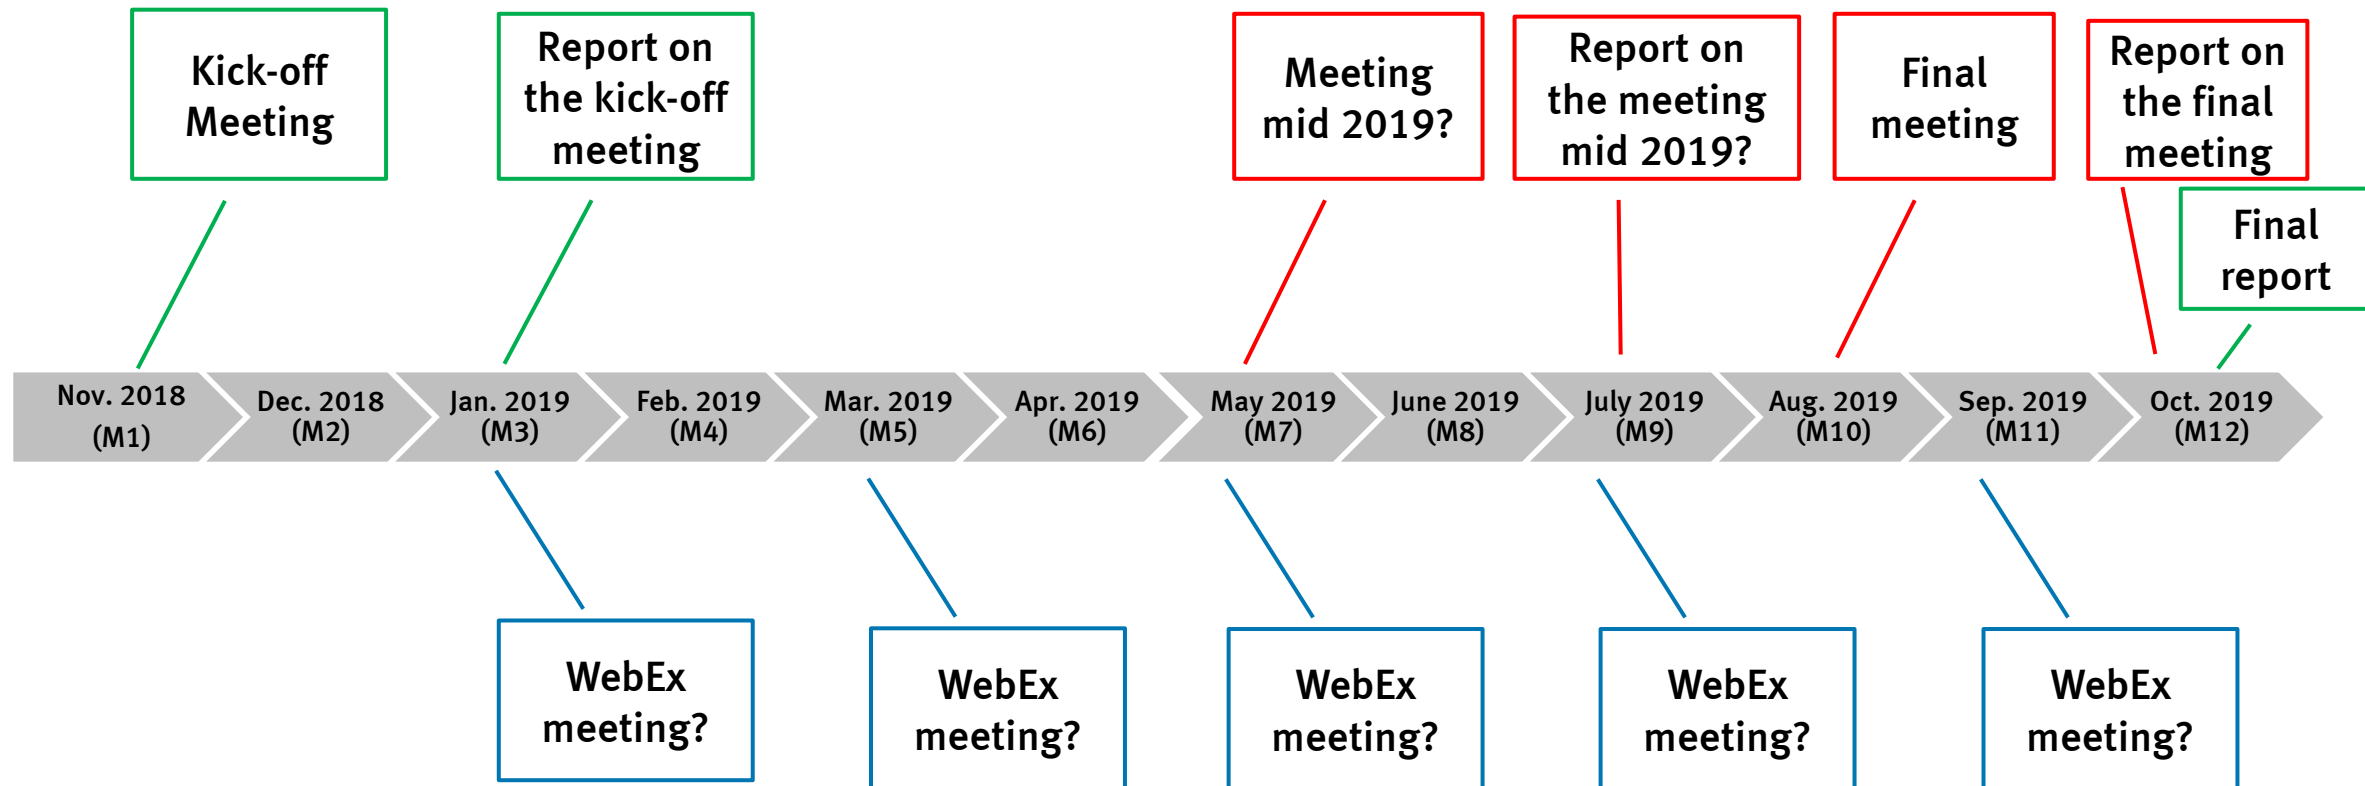 Kick-off
Meeting
Report on
the kick-off
meeting
Meeting
mid 2019?
Report on
the meeting
mid 2019?
Final
meeting
Report on
the final
meeting
Final
report
Nov. 2018
(M1)
Dec. 2018
(M2)
Jan. 2019
(M3)
Feb. 2019
(M4)
Mar. 2019
(M5)
Apr. 2019
(M6)
May 2019
(M7)
June 2019
(M8)
July 2019
(M9)
Aug. 2019
(M10)
Sep. 2019
(M11)
Oct. 2019
(M12)
WebEx
meeting?
WebEx
meeting?
WebEx
meeting?
WebEx
meeting?
WebEx
meeting?